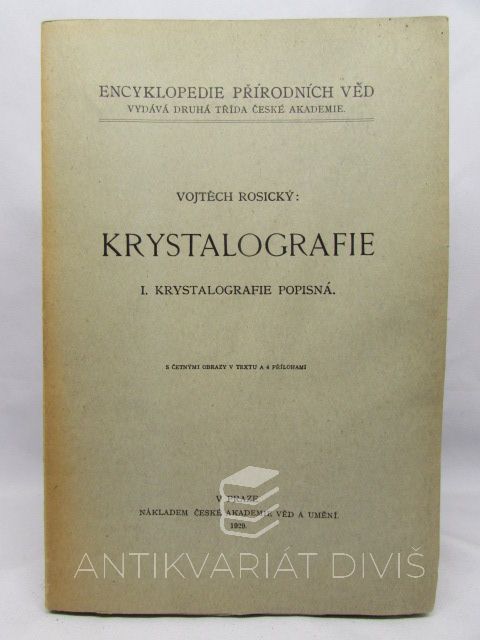 ENCYKLOPEDIE PŘÍRODNÍCH VĚD
VYDÁVÁ DRUHÁ TŘÍDA ČESKÉ AKADEMIE.
VOJTĚCH ROSICKÝ:
KRYSTALOGRAFIE
I. KRYSTALOGRAFIE POPISNÁ.
S ČETNÝMI OBRAZY V TEXTU A 4 PŘÍLOHAMI
V PRAZE
NÁKLADEM ČESKÉ AKADEMIE VĚD A UMĚNÍ.
1929.
ANTIKVARIÁT DIVIŠ